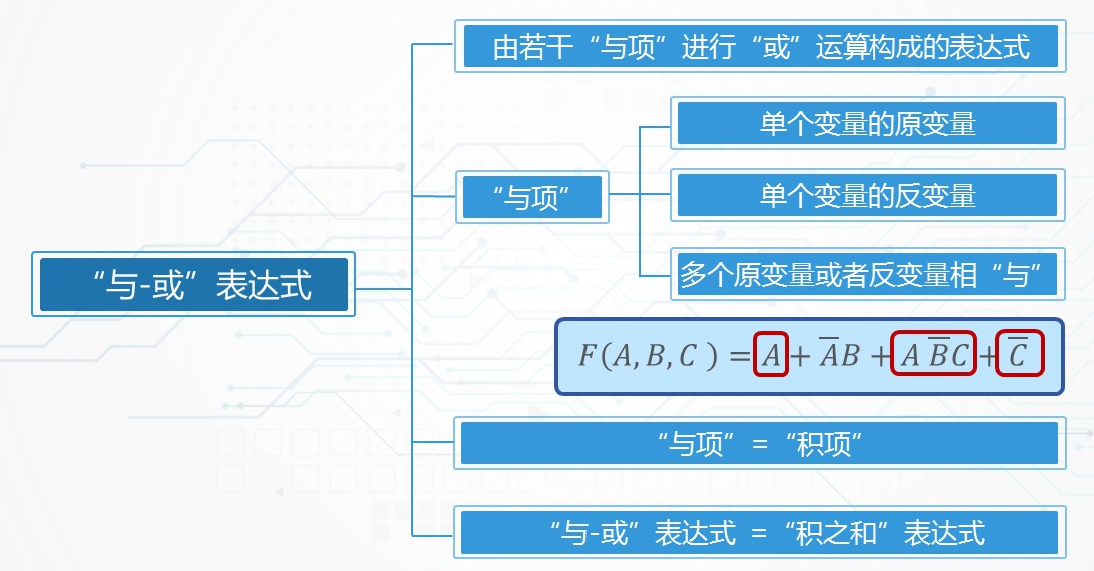 由若干“与项”进行“或”运算构成的表达式
单个变量的原变量
“与项”
单个变量的反变量
“与-或”表达式
多个原变量或者反变量相“与”
F(A,B,C)=A+A̅B+AB̅C+C̅
“与项”=“积项”
“与-或”表达式=“积之和”表达式